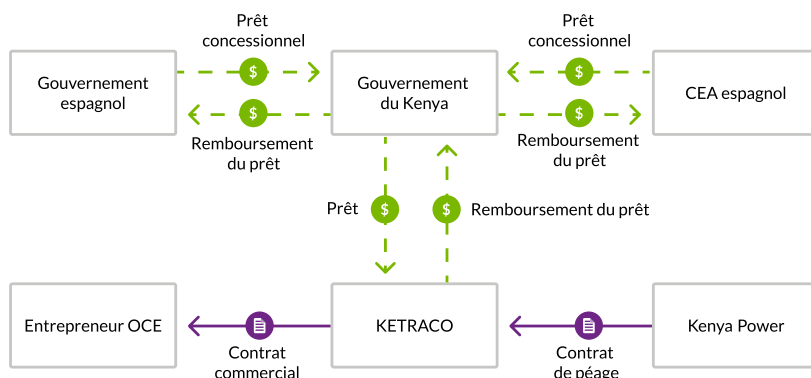 Prêt
concessionnel
Prêt
concessionnel
Gouvernement
espagnol
$
Gouvernement
du Kenya
$
CEA espagnol
$
$
Remboursement
du prêt
Remboursement
du prêt
Prêt
$
$
Remboursement du prêt
Entrepreneur OCE
KETRACO
Kenya Power
Contrat
commercial
Contrat
de péage